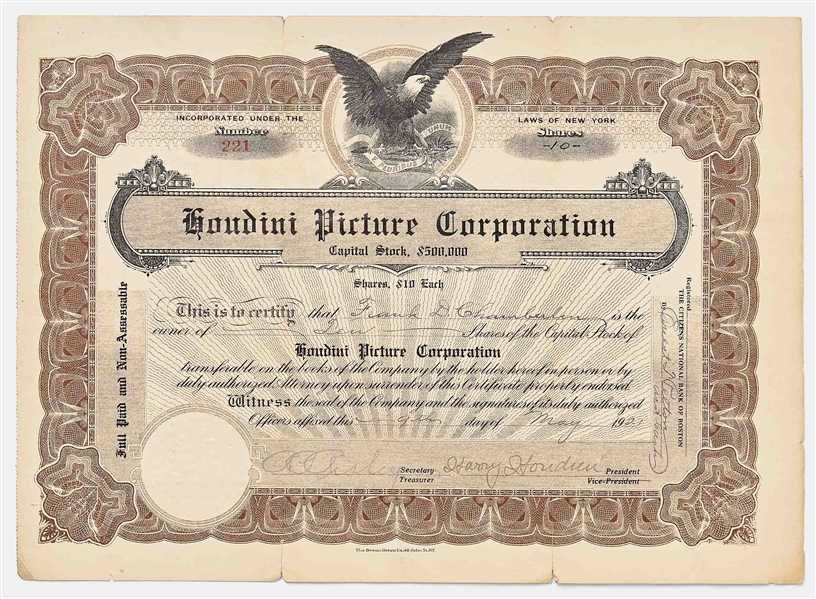 INCORPORATED UNDER THE
LAWS OF NEW YORK
Number
221
Shares
-10-
E PLURIBUS UNUM
Houdini Picture Corporation
Capital Stock, $500,000
Shares, $10 Each
This is to certify that Frank D Chamberlin is the
owner of Ten Shares of the Capital Stock of
Houdini Picture Corporation
transferable on the books of the Company by the holder hereof in person or by
duly authorized Attorney upon surrender of this Certificate properly endorsed.
Witness the seal of the Company and the signatures of its duly authorized
Officers affixed this day of May 1921
Secretary
Treasurer
Harry Houdini
President
Vice-President
Full Paid and Non-Assessable
Registered
THE CITIZENS NATIONAL BANK OF BOSTON
By